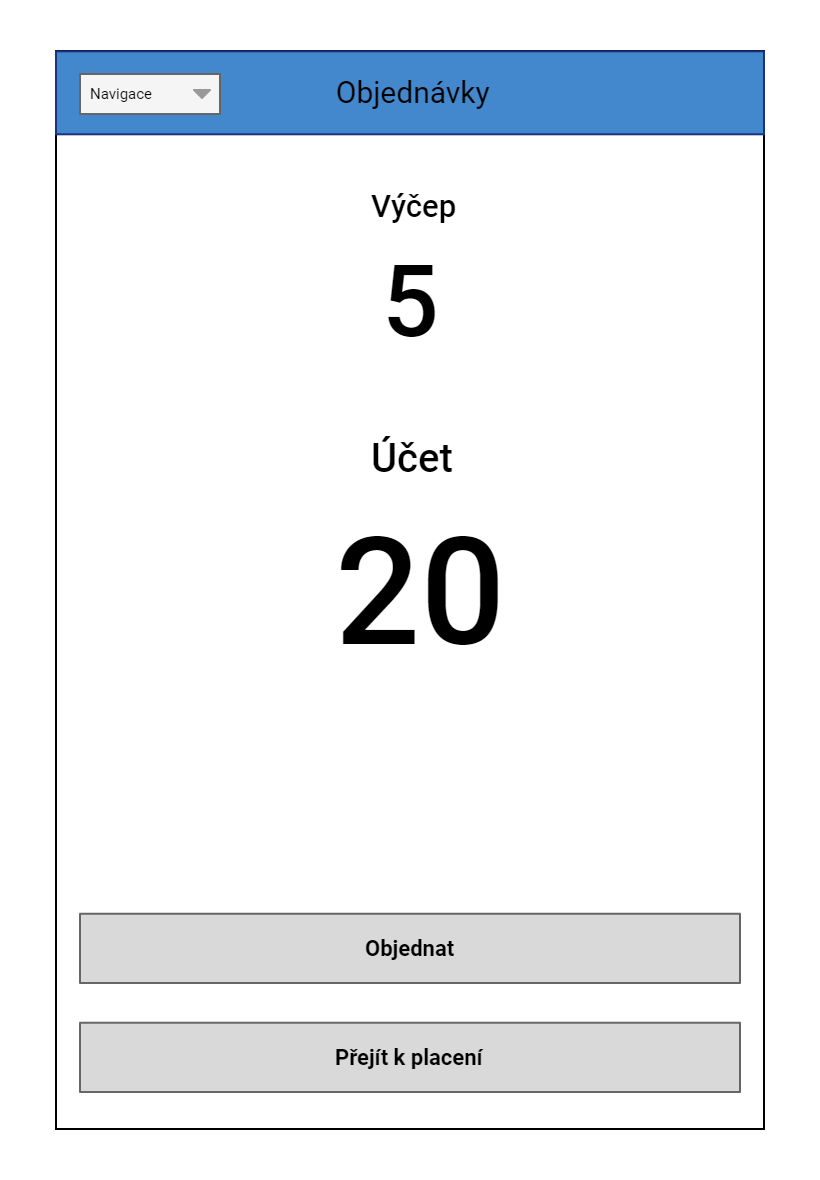 Navigace
Objednávky
Výčep
5
Účet
20
Objednat
Přejít k placení